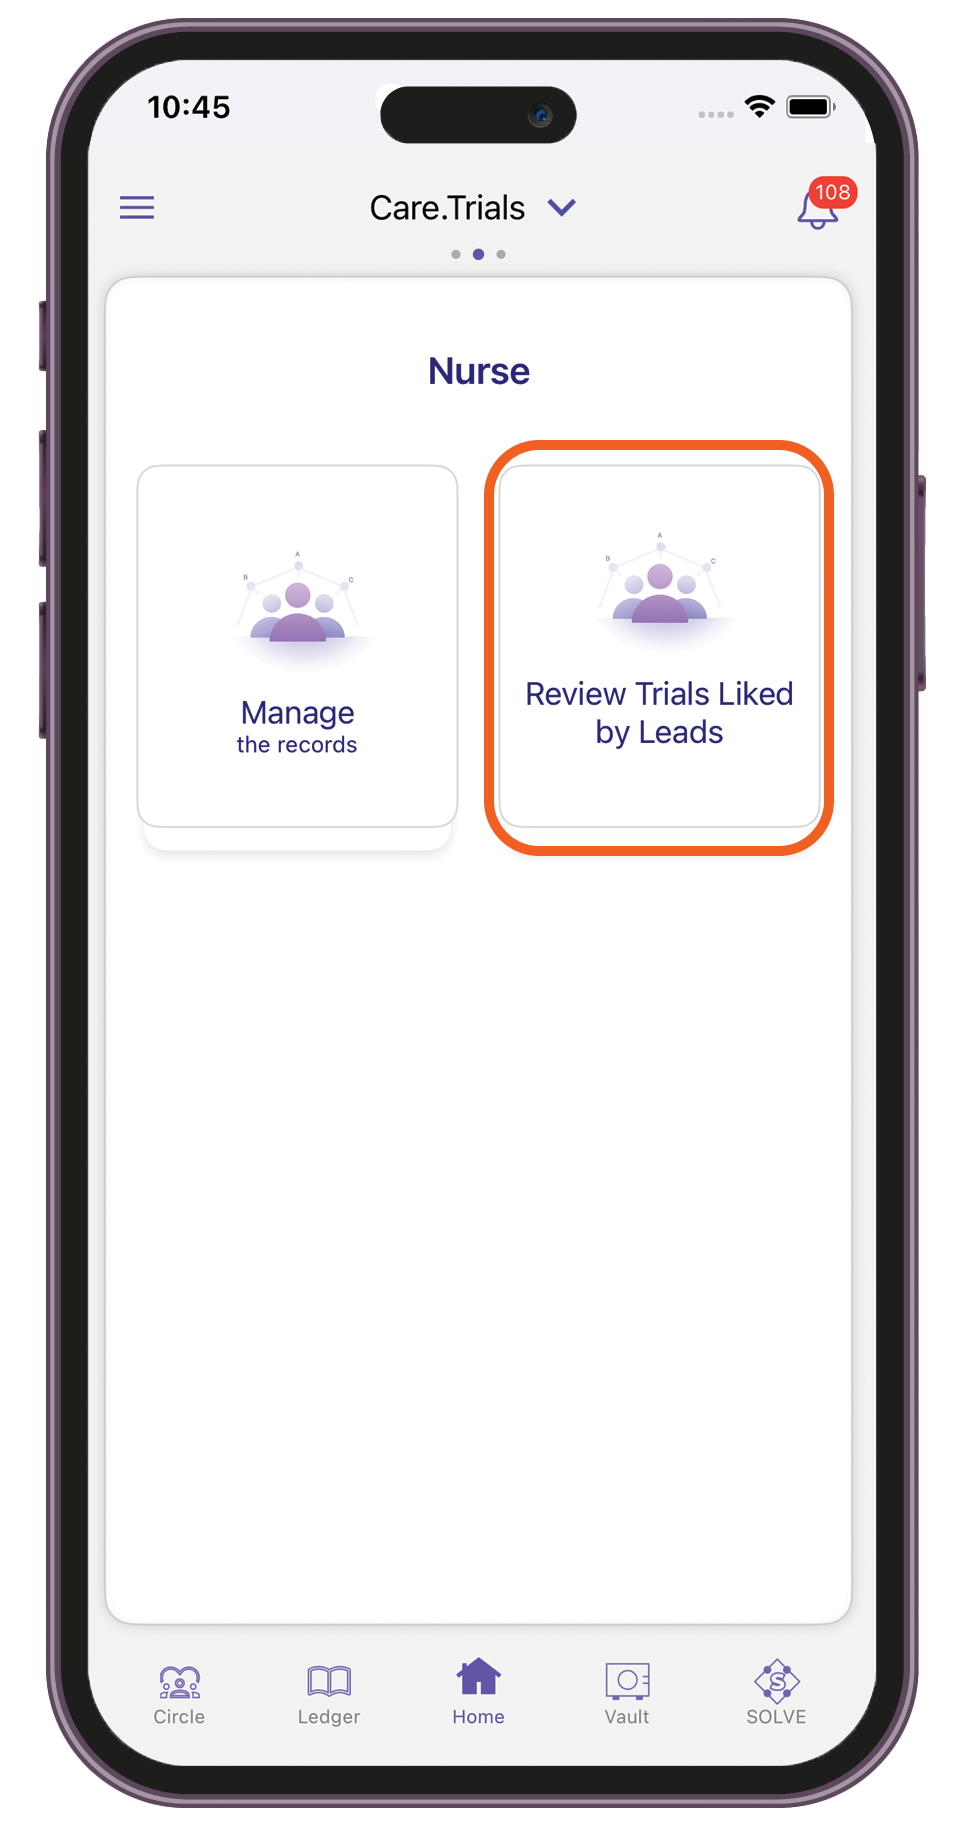 10:45
Care.Trials
108
Nurse
A
B
C
Manage
the records
A
B
C
Review Trials Liked
by Leads
Circle
Ledger
Home
Vault
S
SOLVE